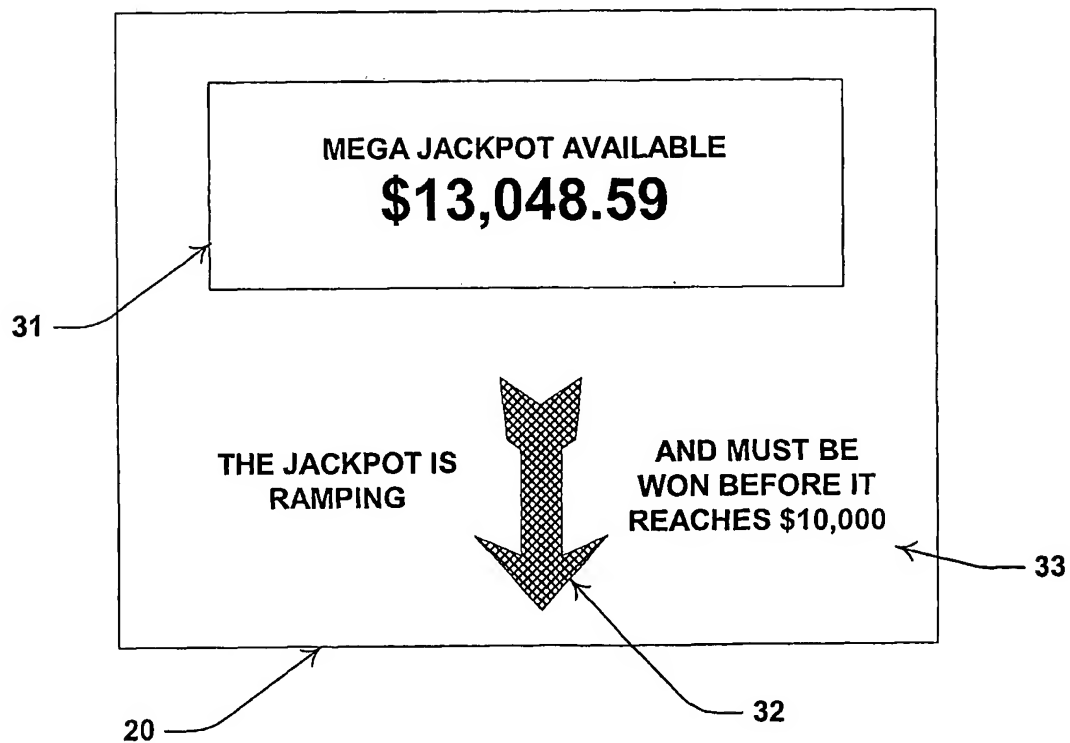 MEGA JACKPOT AVAILABLE
$13,048.59
31
THE JACKPOT IS
RAMPING
AND MUST BE
WON BEFORE IT
REACHES $10,000
33
32
20